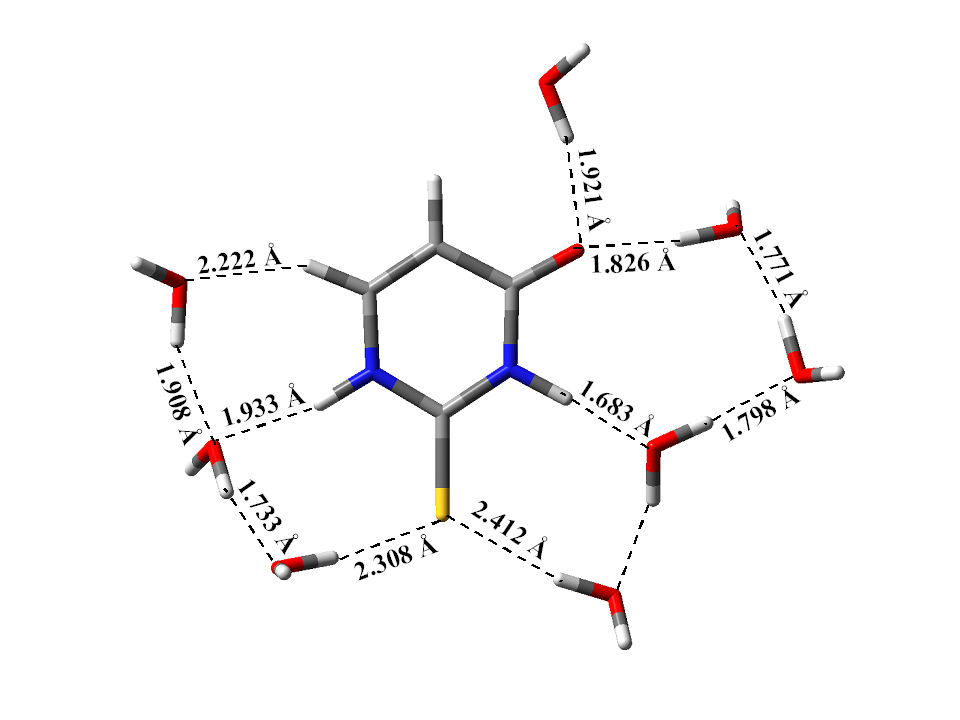 1.921 Å
1.826 Å
1.771 Å
2.222 Å
1.908 Å
1.933 Å
1.683 Å
1.798 Å
1.733 Å
2.308 Å
2.412 Å